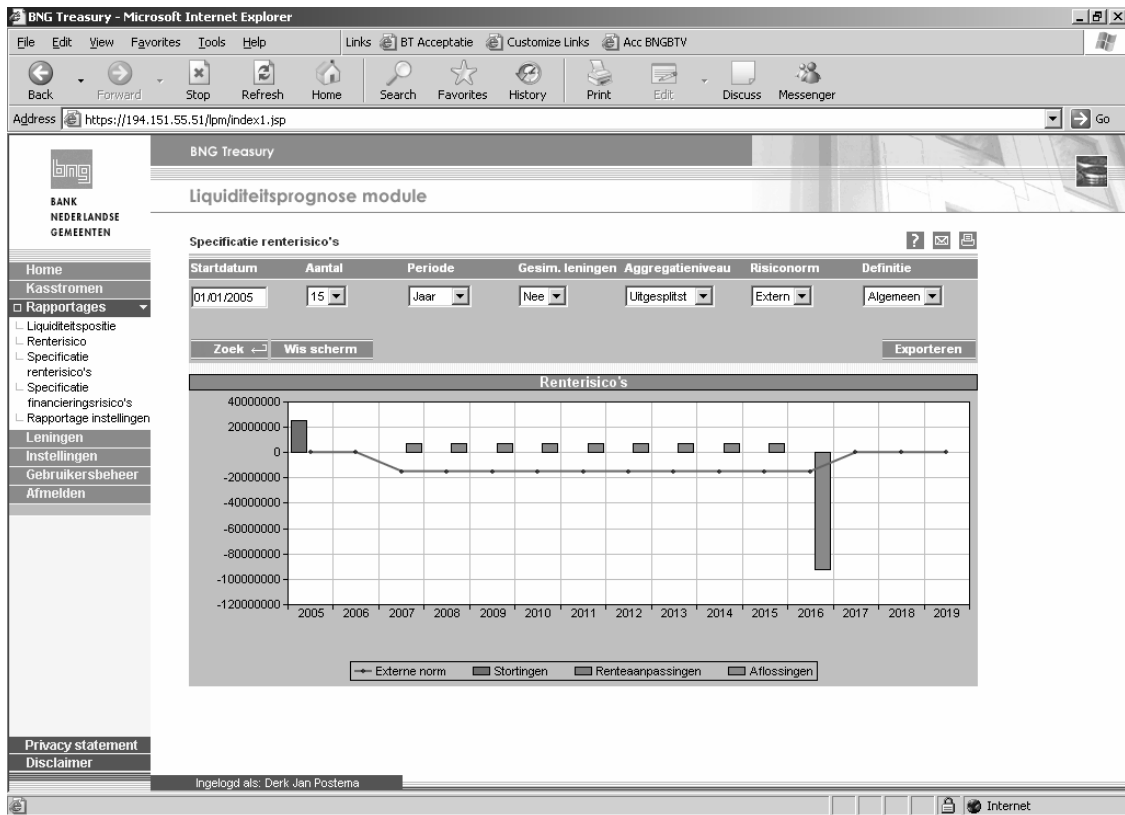 BNG Treasury - Microsoft Internet Explorer
File Edit View Favorites Tools Help Links BT Acceptatie Customize Links Acc BNGBTV
Back Forward Stop Refresh Home Search Favorites History Print Edit Discuss Messenger
Address https://194.151.55.51/lpm/index1.jsp Go
bng
BANK
NEDERLANDSE
GEMEENTEN
BNG Treasury
Liquiditeitsprognose module
Home
Kasstromen
Rapportages
Liquiditeitspositie
Renterisico
Specificatie
renterisico's
Specificatie
financieringsrisico's
Rapportage instellingen
Leningen
Instellingen
Gebruikersbeheer
Afmelden
Privacy statement
Disclaimer
Specificatie renterisico's ?
Startdatum Aantal Periode Gesim. leningen Aggregatieniveau Risiconorm Definitie
01/01/2005 15 Jaar Nee Uitgesplitst Extern Algemeen
Zoek Wis scherm Exporteren
Renterisico's
40000000
20000000
0
-20000000
-40000000
-60000000
-80000000
-100000000
-120000000
2005 2006 2007 2008 2009 2010 2011 2012 2013 2014 2015 2016 2017 2018 2019
Externe norm Stortingen Renteaanpassingen Aflossingen
Ingelogd als: Derk Jan Postema
Internet